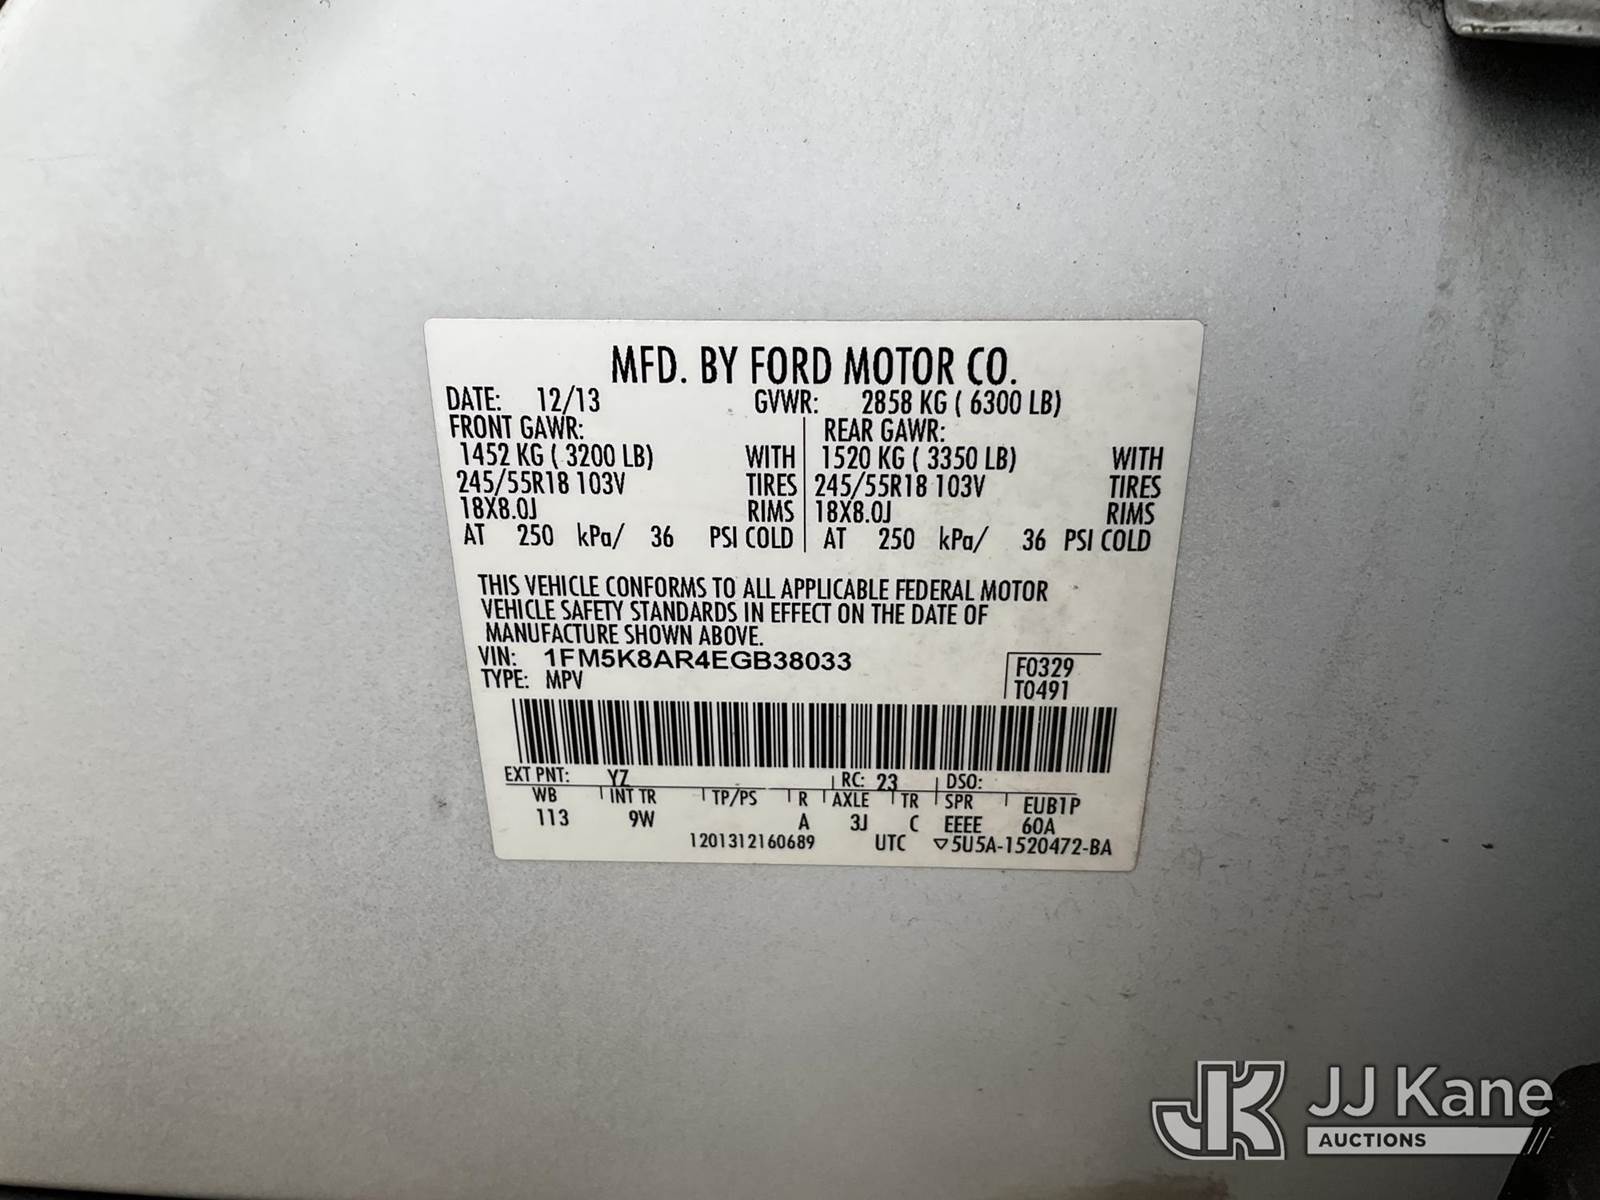 MFD. BY FORD MOTOR CO.
DATE: 12/13 GVWR: 2858 KG ( 6300 LB)
FRONT GAWR: REAR GAWR:
1452 KG ( 3200 LB) WITH 1520 KG ( 3350 LB) WITH
245/55R18 103V TIRES 245/55R18 103V TIRES
18X8.0J RIMS 18X8.0J RIMS
AT 250 kPa/ 36 PSI COLD AT 250 kPa/ 36 PSI COLD
THIS VEHICLE CONFORMS TO ALL APPLICABLE FEDERAL MOTOR
VEHICLE SAFETY STANDARDS IN EFFECT ON THE DATE OF
MANUFACTURE SHOWN ABOVE.
VIN: 1FM5K8AR4EGB38033 F0329
TYPE: MPV T0491
EXT PNT: YZ RC: 23 DSO:
WB INT TR TP/PS R AXLE TR SPR EUB1P
113 9W A 3J C EEEE 60A
1201312160689 UTC ▽5U5A-1520472-BA
JK JJ Kane
AUCTIONS